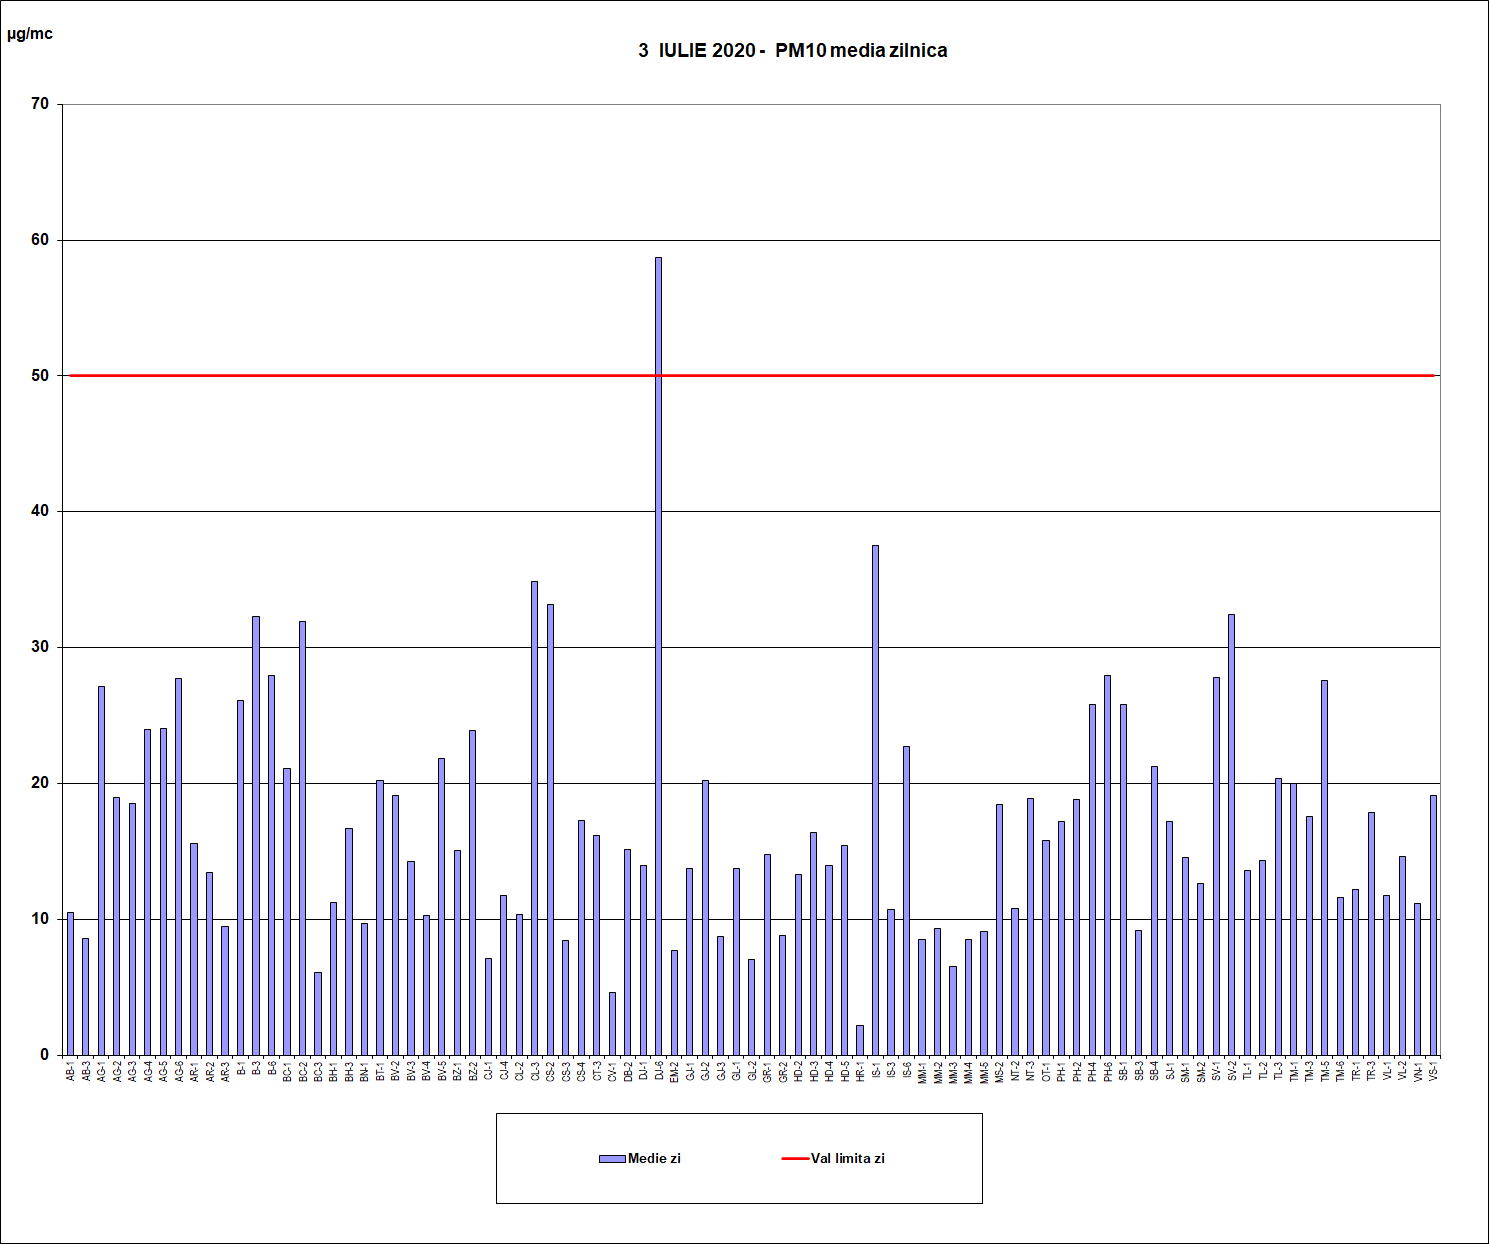 µg/mc
3 IULIE 2020 - PM10 media zilnica
70
60
50
40
30
20
10
0
AB-1 AB-3 AG-1 AG-2 AG-3 AG-4 AG-5 AG-6 AR-1 AR-2 AR-3 B-1 B-3 B-6 BC-1 BC-2 BC-3 BH-1 BH-3 BN-1 BT-1 BV-2 BV-3 BV-4 BV-5 BZ-1 BZ-2 CJ-1 CJ-4 CL-2 CL-3 CS-2 CS-3 CS-4 CT-3 CV-1 DB-2 DJ-1 DJ-6 EM-2 GJ-1 GJ-2 GJ-3 GL-1 GL-2 GR-1 GR-2 HD-2 HD-3 HD-4 HD-5 HR-1 IS-1 IS-3 IS-6 MM-1 MM-2 MM-3 MM-4 MM-5 MS-2 NT-2 NT-3 OT-1 PH-1 PH-2 PH-4 PH-6 SB-1 SB-3 SB-4 SJ-1 SM-1 SM-2 SV-1 SV-2 TL-1 TL-2 TL-3 TM-1 TM-3 TM-5 TM-6 TR-1 TR-3 VL-1 VL-2 VN-1 VS-1
Medie zi
Val limita zi